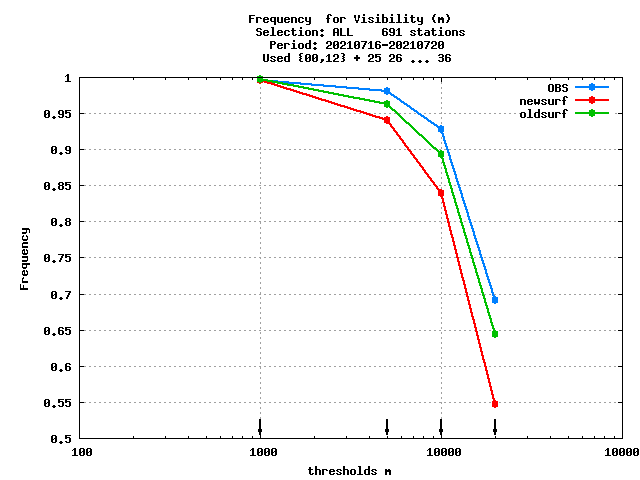 Frequency  for Visibility (m)
Selection: ALL    691 stations
Period: 20210716-20210720
Used {00,12} + 25 26 ... 36
OBS
newsurf
oldsurf
1
0.95
0.9
0.85
0.8
0.75
0.7
0.65
0.6
0.55
0.5
Frequency
100
1000
10000
100000
thresholds m